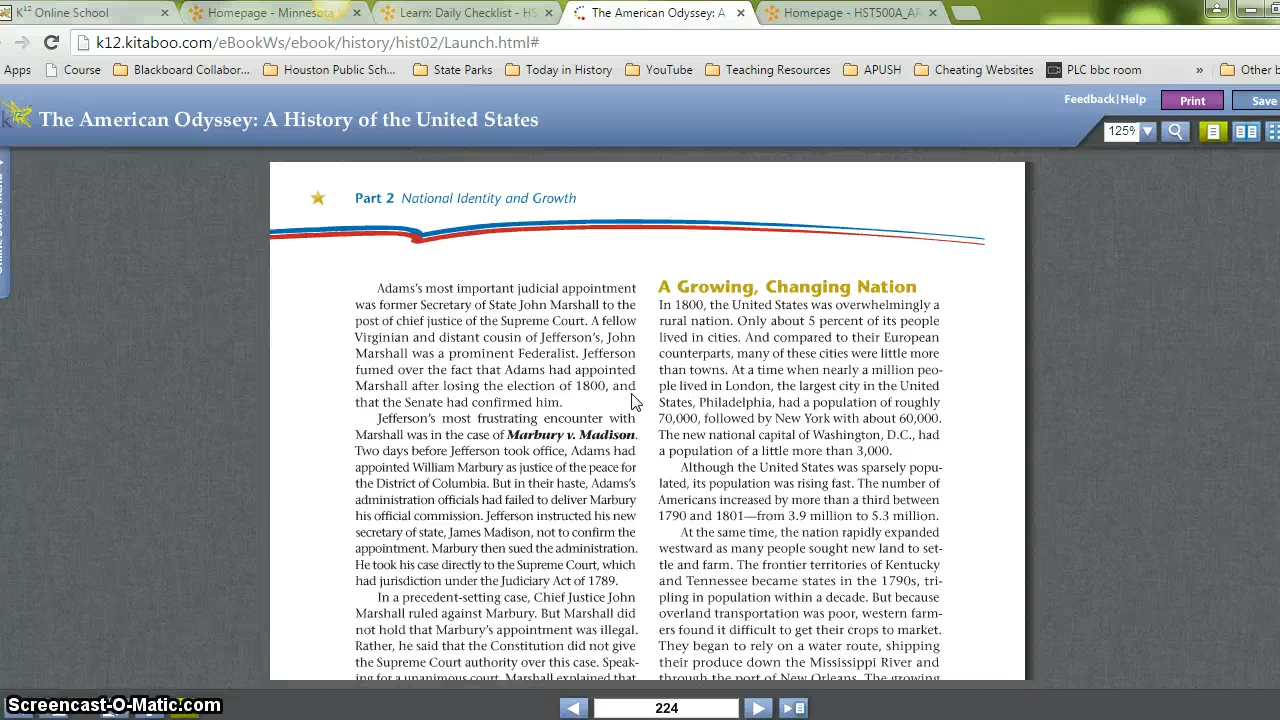 K¹² Online School
Homepage - Minnesota
Learn: Daily Checklist - HS
The American Odyssey: A
Homepage - HST500A_AP
k12.kitaboo.com/eBookWs/ebook/history/hist02/Launch.html#
Apps
Course
Blackboard Collabor...
Houston Public Sch...
State Parks
Today in History
YouTube
Teaching Resources
APUSH
Cheating Websites
PLC bbc room
»
Other b
Feedback|Help
Print
Save
The American Odyssey: A History of the United States
125%
Part 2 National Identity and Growth
Adams's most important judicial appointment
was former Secretary of State John Marshall to the
post of chief justice of the Supreme Court. A fellow
Virginian and distant cousin of Jefferson's, John
Marshall was a prominent Federalist. Jefferson
fumed over the fact that Adams had appointed
Marshall after losing the election of 1800, and
that the Senate had confirmed him.
Jefferson's most frustrating encounter with
Marshall was in the case of Marbury v. Madison.
Two days before Jefferson took office, Adams had
appointed William Marbury as justice of the peace for
the District of Columbia. But in their haste, Adams's
administration officials had failed to deliver Marbury
his official commission. Jefferson instructed his new
secretary of state, James Madison, not to confirm the
appointment. Marbury then sued the administration.
He took his case directly to the Supreme Court, which
had jurisdiction under the Judiciary Act of 1789.
In a precedent-setting case, Chief Justice John
Marshall ruled against Marbury. But Marshall did
not hold that Marbury's appointment was illegal.
Rather, he said that the Constitution did not give
the Supreme Court authority over this case. Speak-
ing for a unanimous court, Marshall explained that
A Growing, Changing Nation
In 1800, the United States was overwhelmingly a
rural nation. Only about 5 percent of its people
lived in cities. And compared to their European
counterparts, many of these cities were little more
than towns. At a time when nearly a million peo-
ple lived in London, the largest city in the United
States, Philadelphia, had a population of roughly
70,000, followed by New York with about 60,000.
The new national capital of Washington, D.C., had
a population of a little more than 3,000.
Although the United States was sparsely popu-
lated, its population was rising fast. The number of
Americans increased by more than a third between
1790 and 1801—from 3.9 million to 5.3 million.
At the same time, the nation rapidly expanded
westward as many people sought new land to set-
tle and farm. The frontier territories of Kentucky
and Tennessee became states in the 1790s, tri-
pling in population within a decade. But because
overland transportation was poor, western farm-
ers found it difficult to get their crops to market.
They began to rely on a water route, shipping
their produce down the Mississippi River and
through the port of New Orleans. The growing
224
Screencast-O-Matic.com